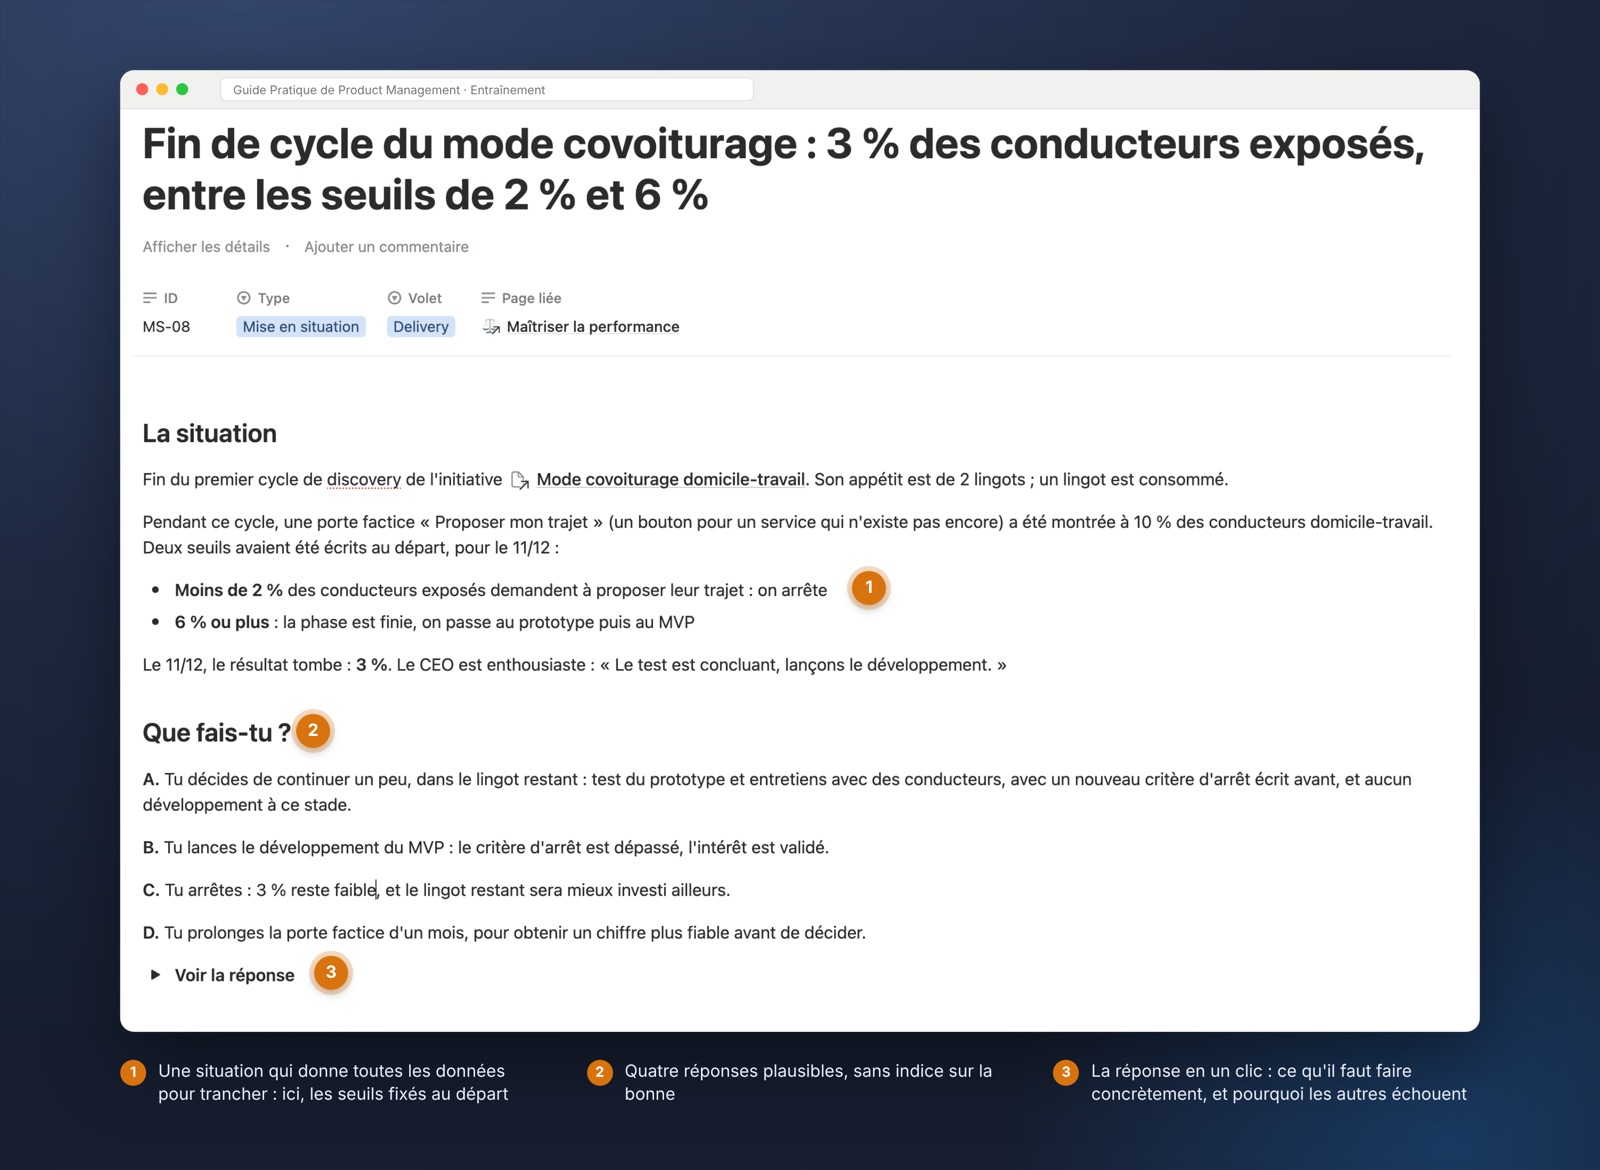 Guide Pratique de Product Management · Entraînement
Fin de cycle du mode covoiturage : 3 % des conducteurs exposés,
entre les seuils de 2 % et 6 %
Afficher les détails · Ajouter un commentaire
ID Type Volet Page liée
MS-08 Mise en situation Delivery Maîtriser la performance
La situation
Fin du premier cycle de discovery de l'initiative Mode covoiturage domicile-travail. Son appétit est de 2 lingots ; un lingot est consommé.
Pendant ce cycle, une porte factice « Proposer mon trajet » (un bouton pour un service qui n'existe pas encore) a été montrée à 10 % des conducteurs domicile-travail.
Deux seuils avaient été écrits au départ, pour le 11/12 :
• Moins de 2 % des conducteurs exposés demandent à proposer leur trajet : on arrête 1
• 6 % ou plus : la phase est finie, on passe au prototype puis au MVP
Le 11/12, le résultat tombe : 3 %. Le CEO est enthousiaste : « Le test est concluant, lançons le développement. »
Que fais-tu ? 2
A. Tu décides de continuer un peu, dans le lingot restant : test du prototype et entretiens avec des conducteurs, avec un nouveau critère d'arrêt écrit avant, et aucun
développement à ce stade.
B. Tu lances le développement du MVP : le critère d'arrêt est dépassé, l'intérêt est validé.
C. Tu arrêtes : 3 % reste faible, et le lingot restant sera mieux investi ailleurs.
D. Tu prolonges la porte factice d'un mois, pour obtenir un chiffre plus fiable avant de décider.
Voir la réponse 3
1 Une situation qui donne toutes les données
pour trancher : ici, les seuils fixés au départ
2 Quatre réponses plausibles, sans indice sur la
bonne
3 La réponse en un clic : ce qu'il faut faire
concrètement, et pourquoi les autres échouent